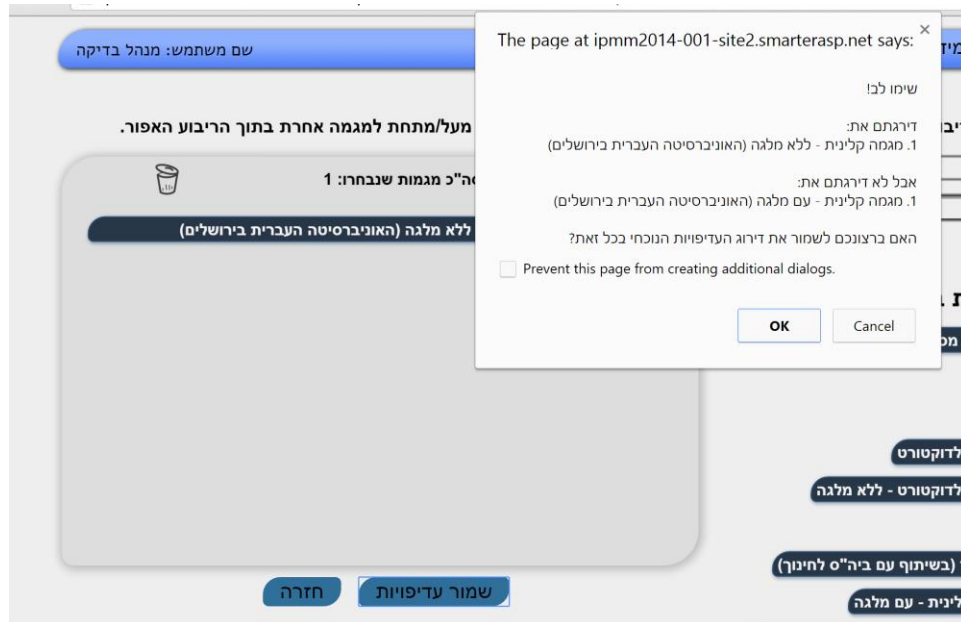 שם משתמש: מנהל בדיקה
מעל/מתחת למגמה אחרת בתוך הריבוע האפור.
סה"כ מגמות שנבחרו: 1
ללא מלגה (האוניברסיטה העברית בירושלים)
The page at ipmm2014-001-site2.smarterasp.net says:
שימו לב!
דירגתם את:
1. מגמה קלינית - ללא מלגה (האוניברסיטה העברית בירושלים)
אבל לא דירגתם את:
1. מגמה קלינית - עם מלגה (האוניברסיטה העברית בירושלים)
האם ברצונכם לשמור את דירוג העדיפויות הנוכחי בכל זאת?
Prevent this page from creating additional dialogs.
OK
Cancel
לדוקטורט
לדוקטורט - ללא מלגה
(בשיתוף עם ביה"ס לחינוך)
לינית - עם מלגה
שמור עדיפויות
חזרה